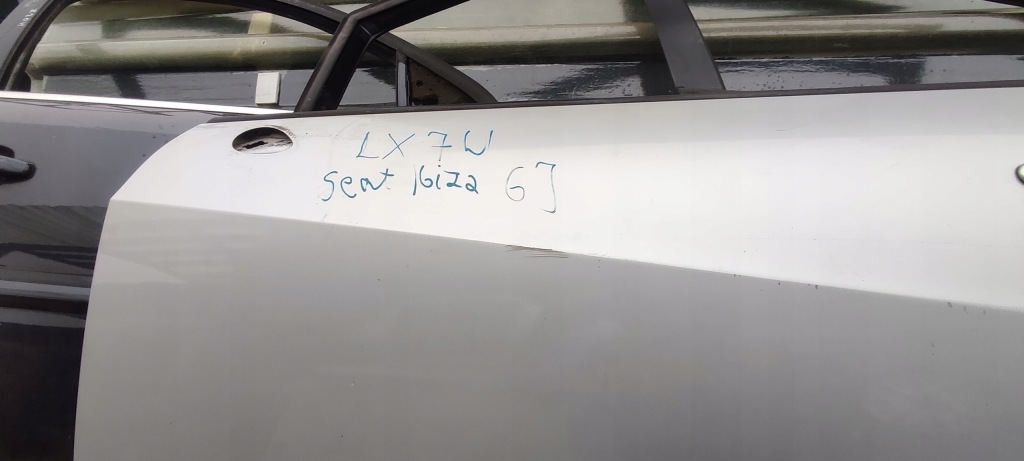 LX7W
Seat Ibiza 6J